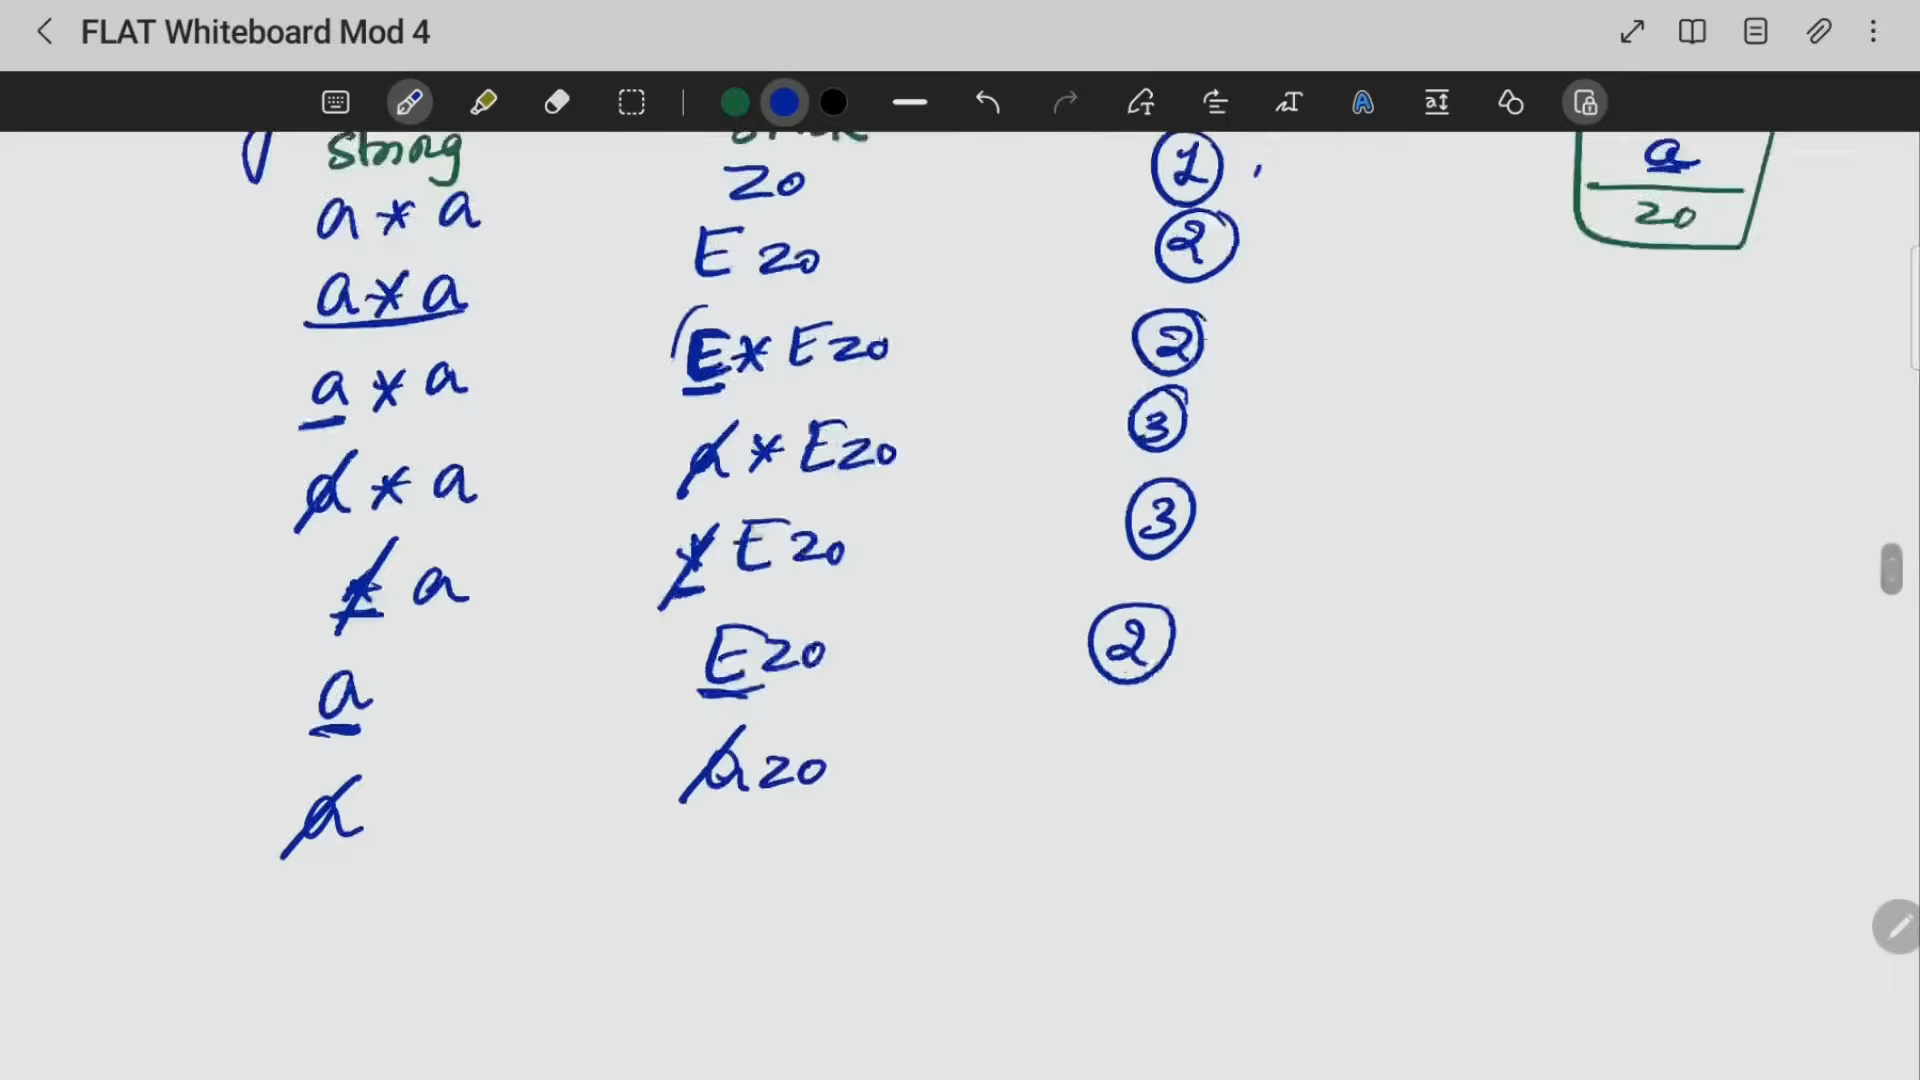 FLAT Whiteboard Mod 4
String
a * a Z0 1
a
Z0
a * a E Z0 2
a * a E * E Z0 2
a * a a * E Z0 3
* a * E Z0 3
a E Z0 2
a a Z0